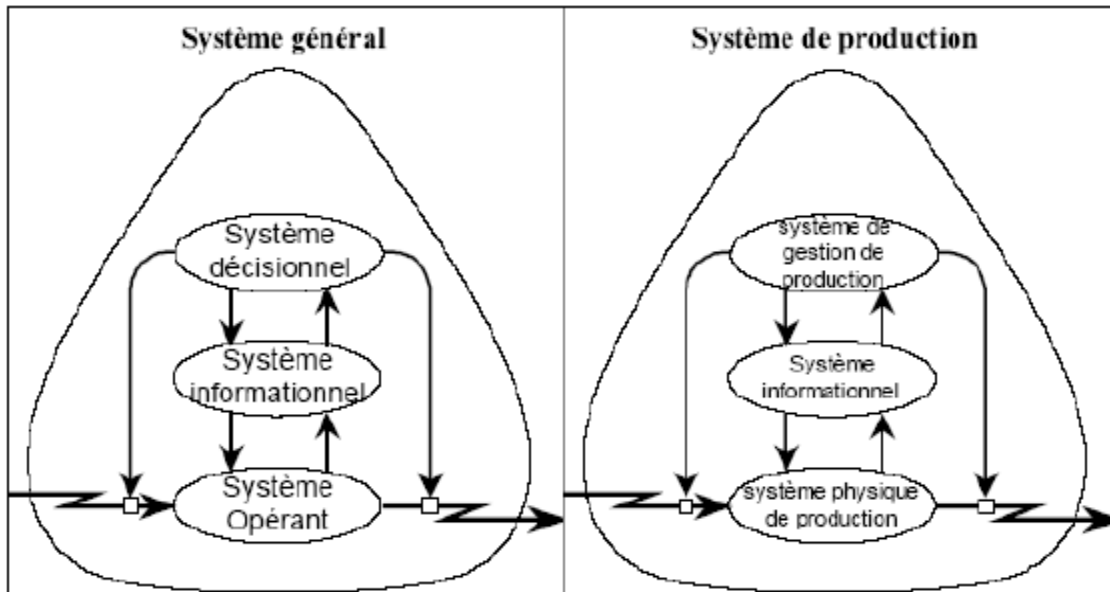 Système général
Système
décisionnel
Système
informationnel
Système
Opérant
Système de production
système de
gestion de
production
Système
informationnel
système physique
de production